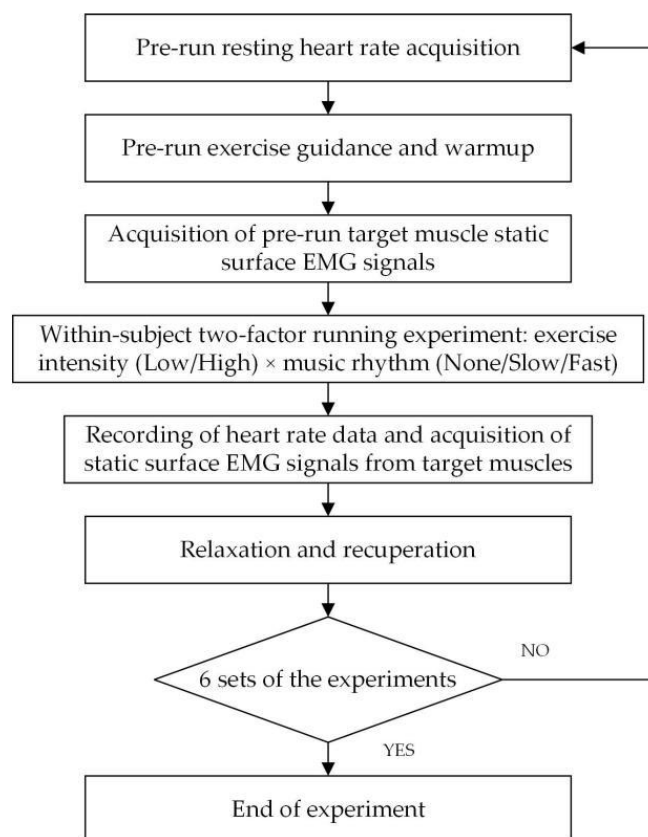 Pre-run resting heart rate acquisition
Pre-run exercise guidance and warmup
Acquisition of pre-run target muscle static
surface EMG signals
Within-subject two-factor running experiment: exercise
intensity (Low/High) × music rhythm (None/Slow/Fast)
Recording of heart rate data and acquisition of
static surface EMG signals from target muscles
Relaxation and recuperation
6 sets of the experiments
NO
YES
End of experiment